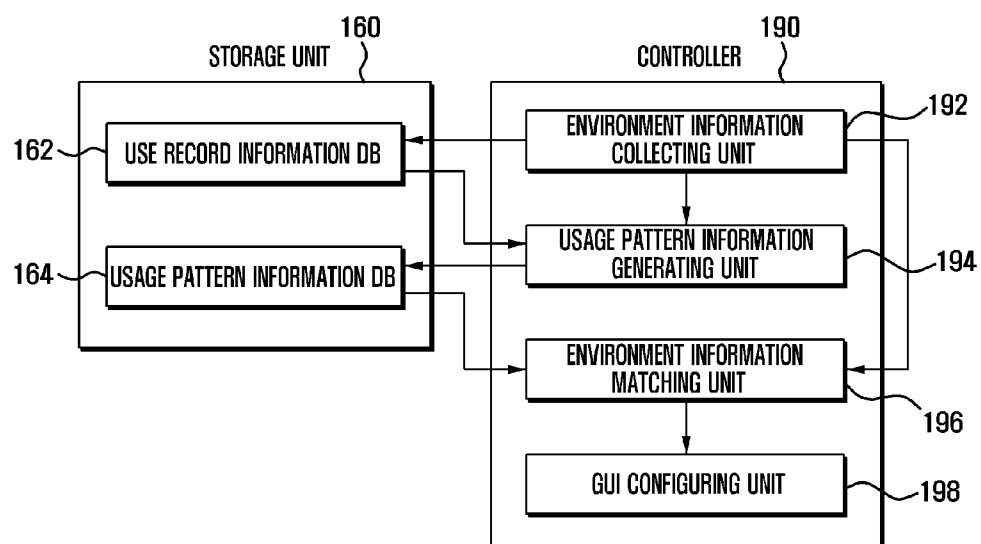 160
190
STORAGE UNIT
CONTROLLER
162
USE RECORD INFORMATION DB
164
USAGE PATTERN INFORMATION DB
ENVIRONMENT INFORMATION
COLLECTING UNIT
192
USAGE PATTERN INFORMATION
GENERATING UNIT
194
ENVIRONMENT INFORMATION
MATCHING UNIT
196
GUI CONFIGURING UNIT
198